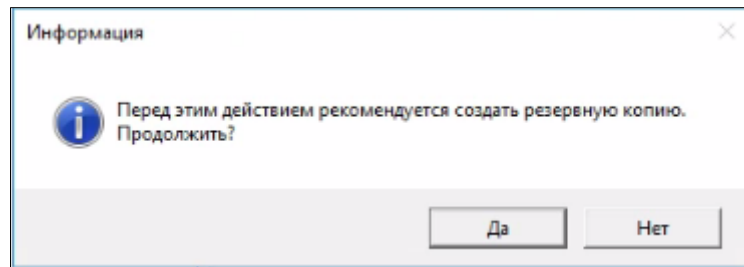 Информация
Перед этим действием рекомендуется создать резервную копию.
Продолжить?
Да
Нет